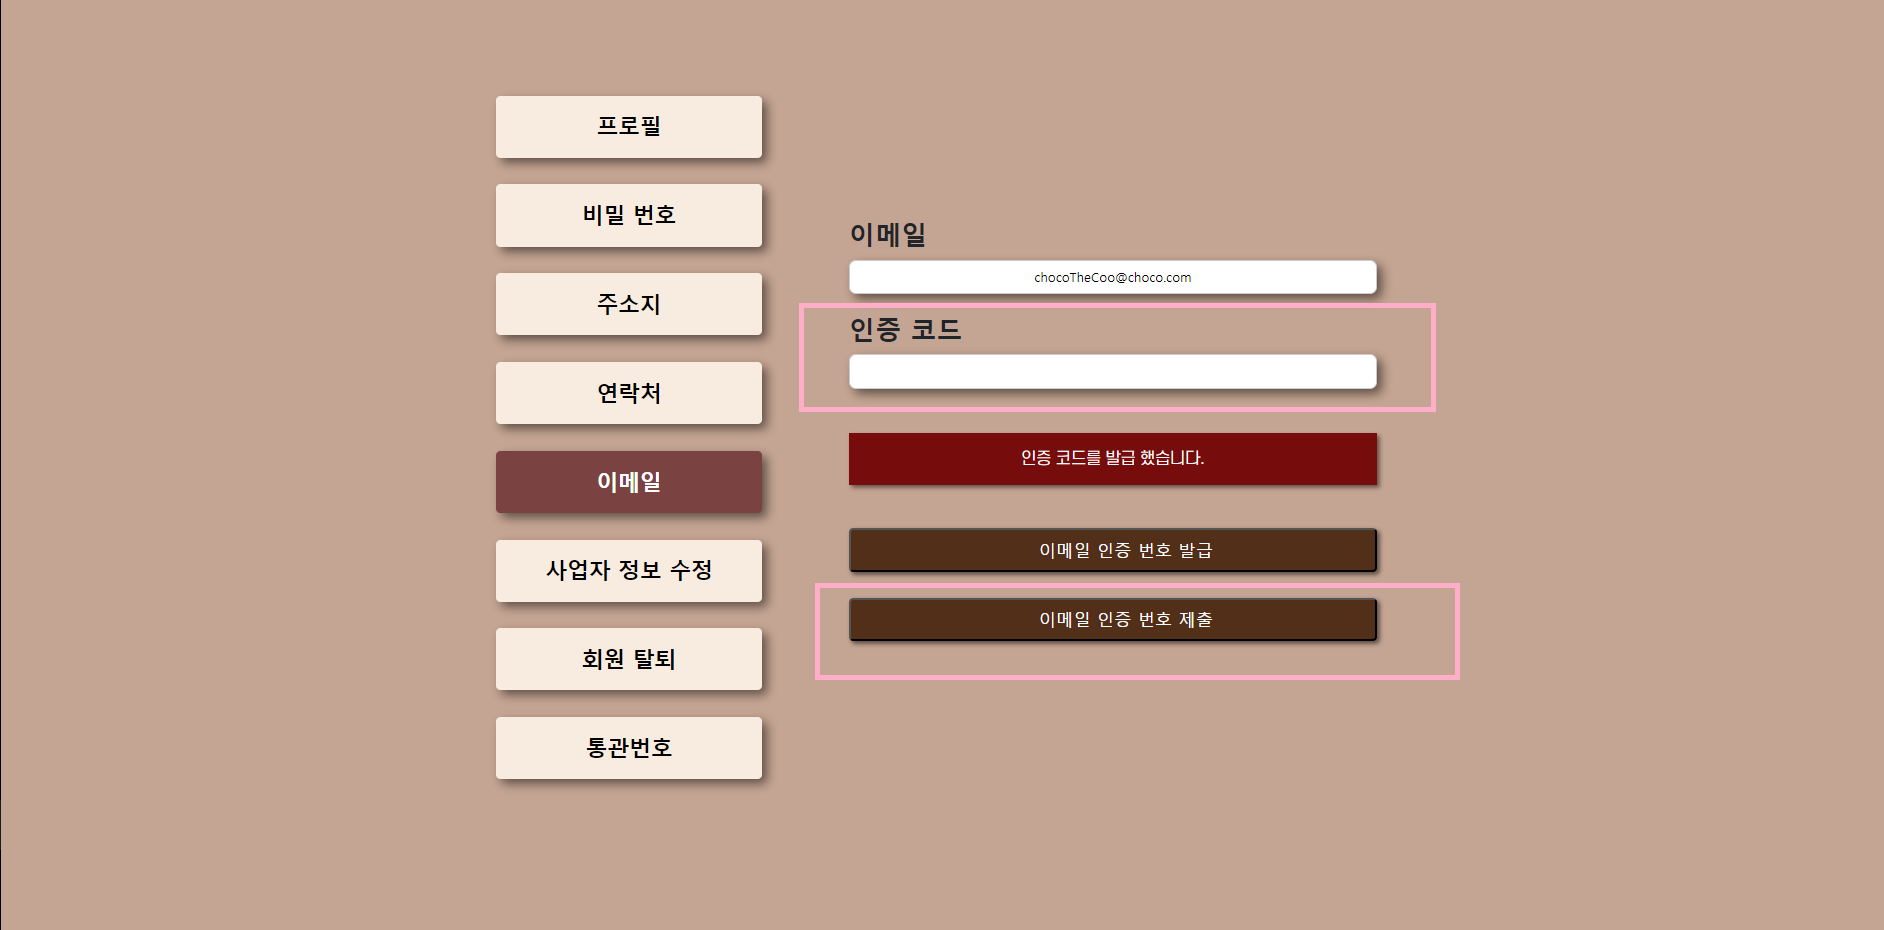 프로필
비밀 번호
주소지
연락처
이메일
사업자 정보 수정
회원 탈퇴
통관번호
이메일
chocoTheCoo@choco.com
인증 코드
인증 코드를 발급 했습니다.
이메일 인증 번호 발급
이메일 인증 번호 제출